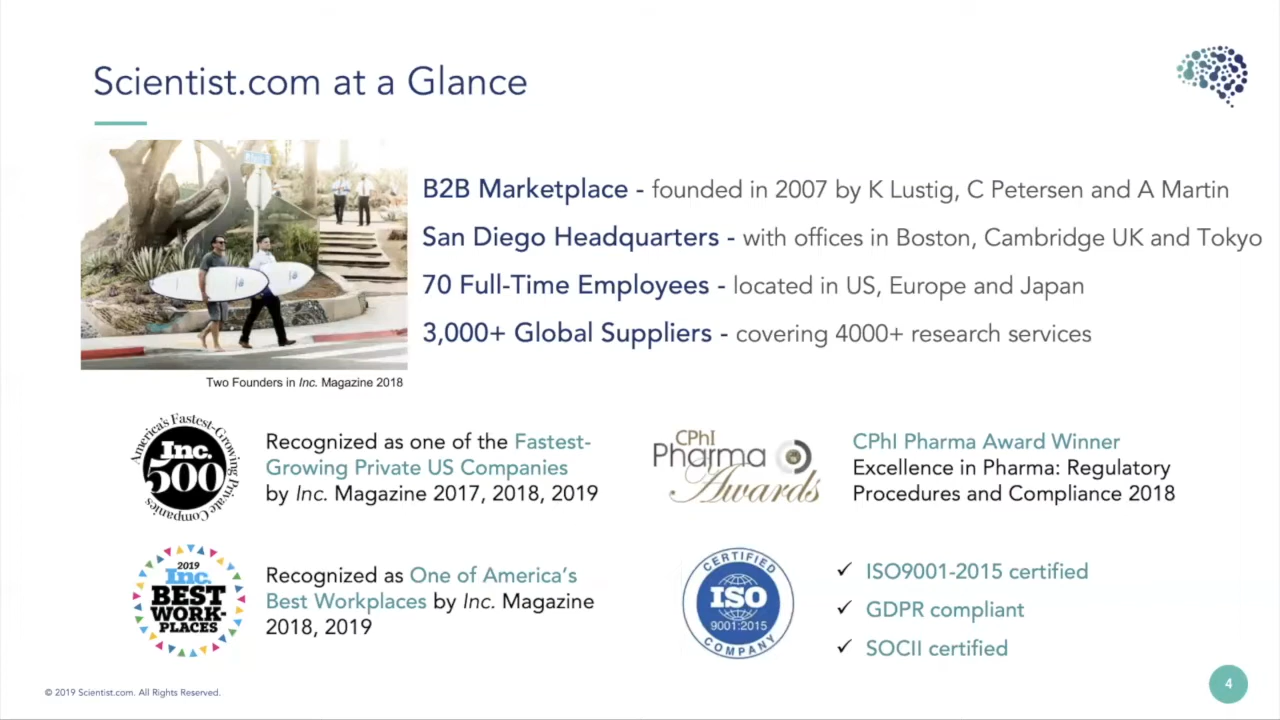 Scientist.com at a Glance
B2B Marketplace - founded in 2007 by K Lustig, C Petersen and A Martin
San Diego Headquarters - with offices in Boston, Cambridge UK and Tokyo
70 Full-Time Employees - located in US, Europe and Japan
3,000+ Global Suppliers - covering 4000+ research services
Two Founders in Inc. Magazine 2018
America's Fastest-Growing Private Companies
Inc.
500
Recognized as one of the Fastest-
Growing Private US Companies
by Inc. Magazine 2017, 2018, 2019
CPhI
Pharma
Awards
CPhI Pharma Award Winner
Excellence in Pharma: Regulatory
Procedures and Compliance 2018
2019
Inc.
BEST
WORK-
PLACES
Recognized as One of America's
Best Workplaces by Inc. Magazine
2018, 2019
CERTIFIED
ISO
9001:2015
COMPANY
✓ ISO9001-2015 certified
✓ GDPR compliant
✓ SOCII certified
© 2019 Scientist.com. All Rights Reserved.
4